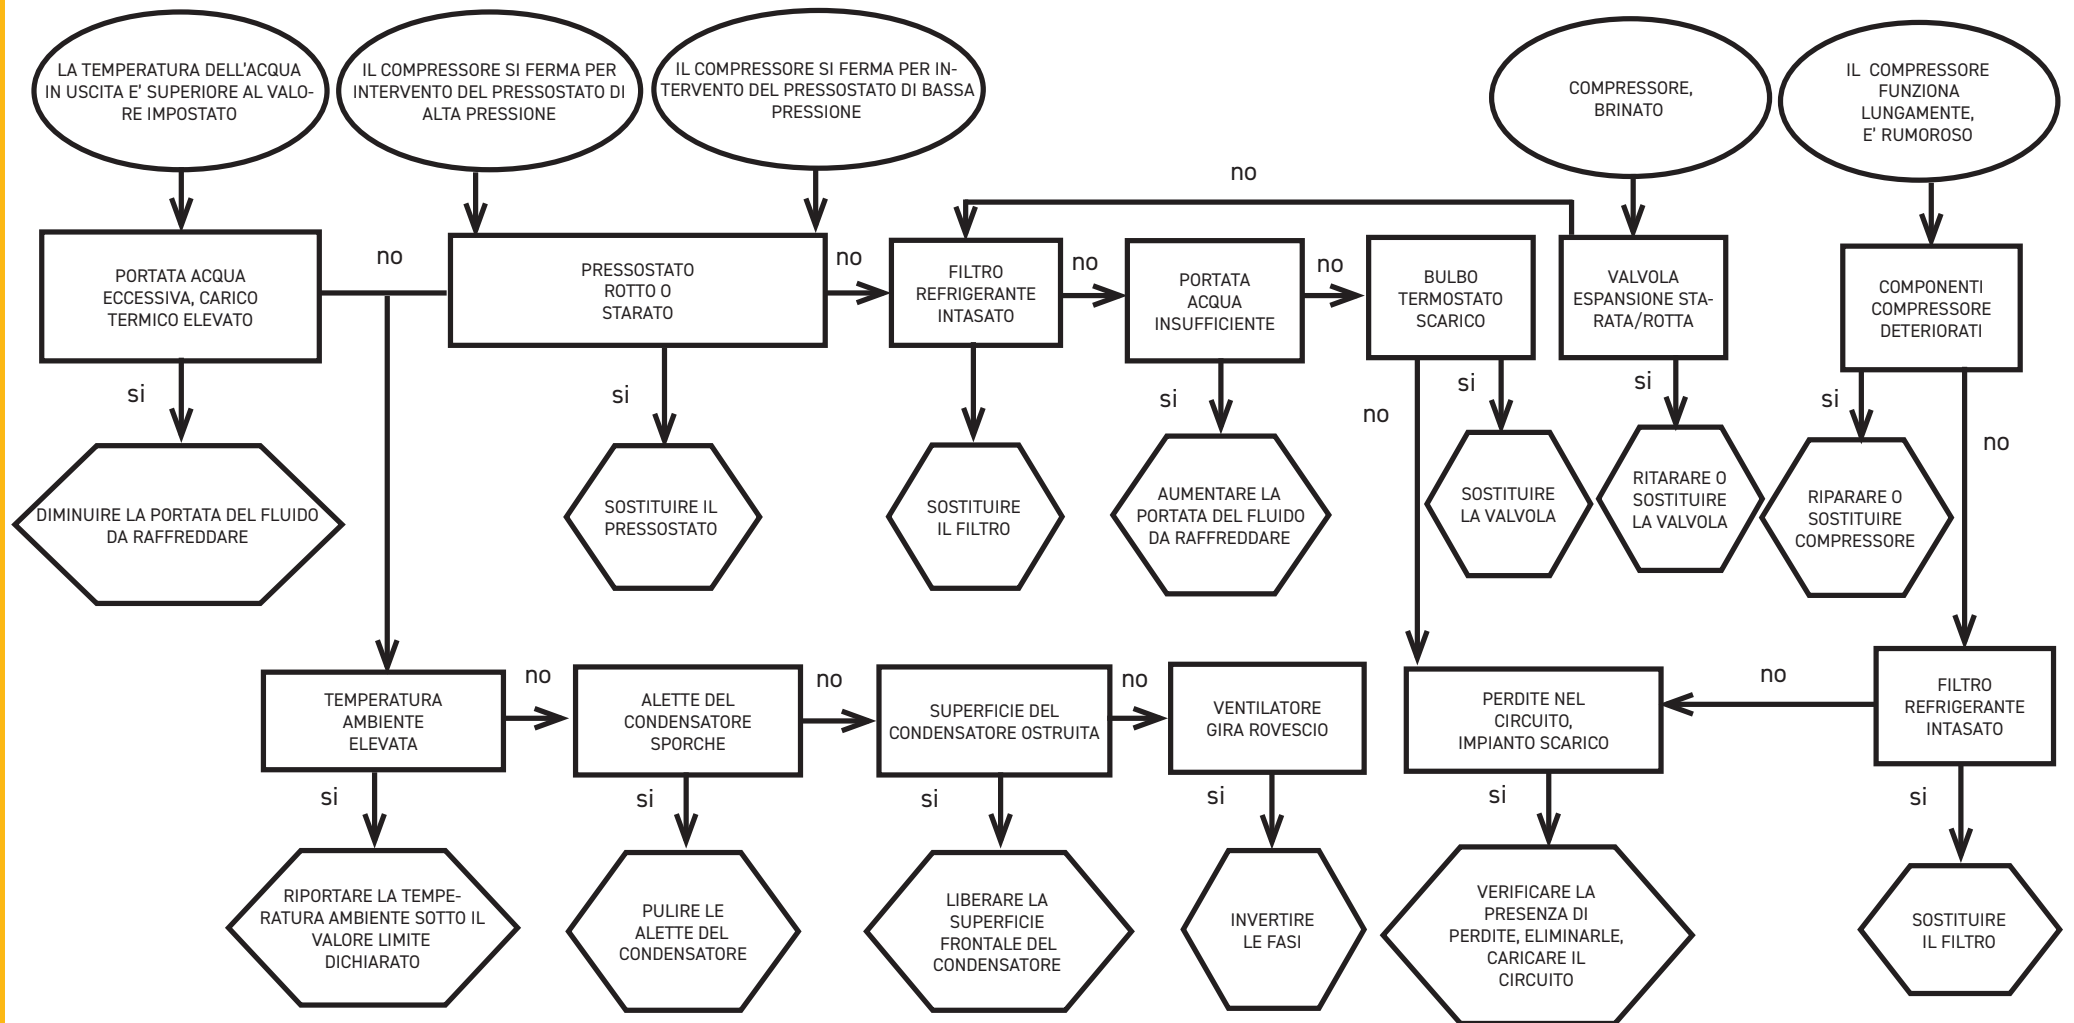 LA TEMPERATURA DELL'ACQUA
IN USCITA E' SUPERIORE AL VALO-
RE IMPOSTATO
IL COMPRESSORE SI FERMA PER
INTERVENTO DEL PRESSOSTATO DI
ALTA PRESSIONE
IL COMPRESSORE SI FERMA PER IN-
TERVENTO DEL PRESSOSTATO DI BASSA
PRESSIONE
COMPRESSORE,
BRINATO
IL COMPRESSORE
FUNZIONA
LUNGAMENTE,
E' RUMOROSO
no
PORTATA ACQUA
ECCESSIVA, CARICO
TERMICO ELEVATO
no
PRESSOSTATO
ROTTO O
STARATO
no
FILTRO
REFRIGERANTE
INTASATO
no
PORTATA
ACQUA
INSUFFICIENTE
no
BULBO
TERMOSTATO
SCARICO
VALVOLA
ESPANSIONE STA-
RATA/ROTTA
COMPONENTI
COMPRESSORE
DETERIORATI
si
si
si
no
si
si
si
no
DIMINUIRE LA PORTATA DEL FLUIDO
DA RAFFREDDARE
SOSTITUIRE IL
PRESSOSTATO
SOSTITUIRE
IL FILTRO
AUMENTARE LA
PORTATA DEL FLUIDO
DA RAFFREDDARE
SOSTITUIRE
LA VALVOLA
RITARARE O
SOSTITUIRE
LA VALVOLA
RIPARARE O
SOSTITUIRE
COMPRESSORE
TEMPERATURA
AMBIENTE
ELEVATA
no
ALETTE DEL
CONDENSATORE
SPORCHE
no
SUPERFICIE DEL
CONDENSATORE OSTRUITA
no
VENTILATORE
GIRA ROVESCIO
PERDITE NEL
CIRCUITO,
IMPIANTO SCARICO
no
FILTRO
REFRIGERANTE
INTASATO
si
si
si
si
si
si
RIPORTARE LA TEMPE-
RATURA AMBIENTE SOTTO IL
VALORE LIMITE
DICHIARATO
PULIRE LE
ALETTE DEL
CONDENSATORE
LIBERARE LA
SUPERFICIE
FRONTALE DEL
CONDENSATORE
INVERTIRE
LE FASI
VERIFICARE LA
PRESENZA DI
PERDITE, ELIMINARLE,
CARICARE IL
CIRCUITO
SOSTITUIRE
IL FILTRO